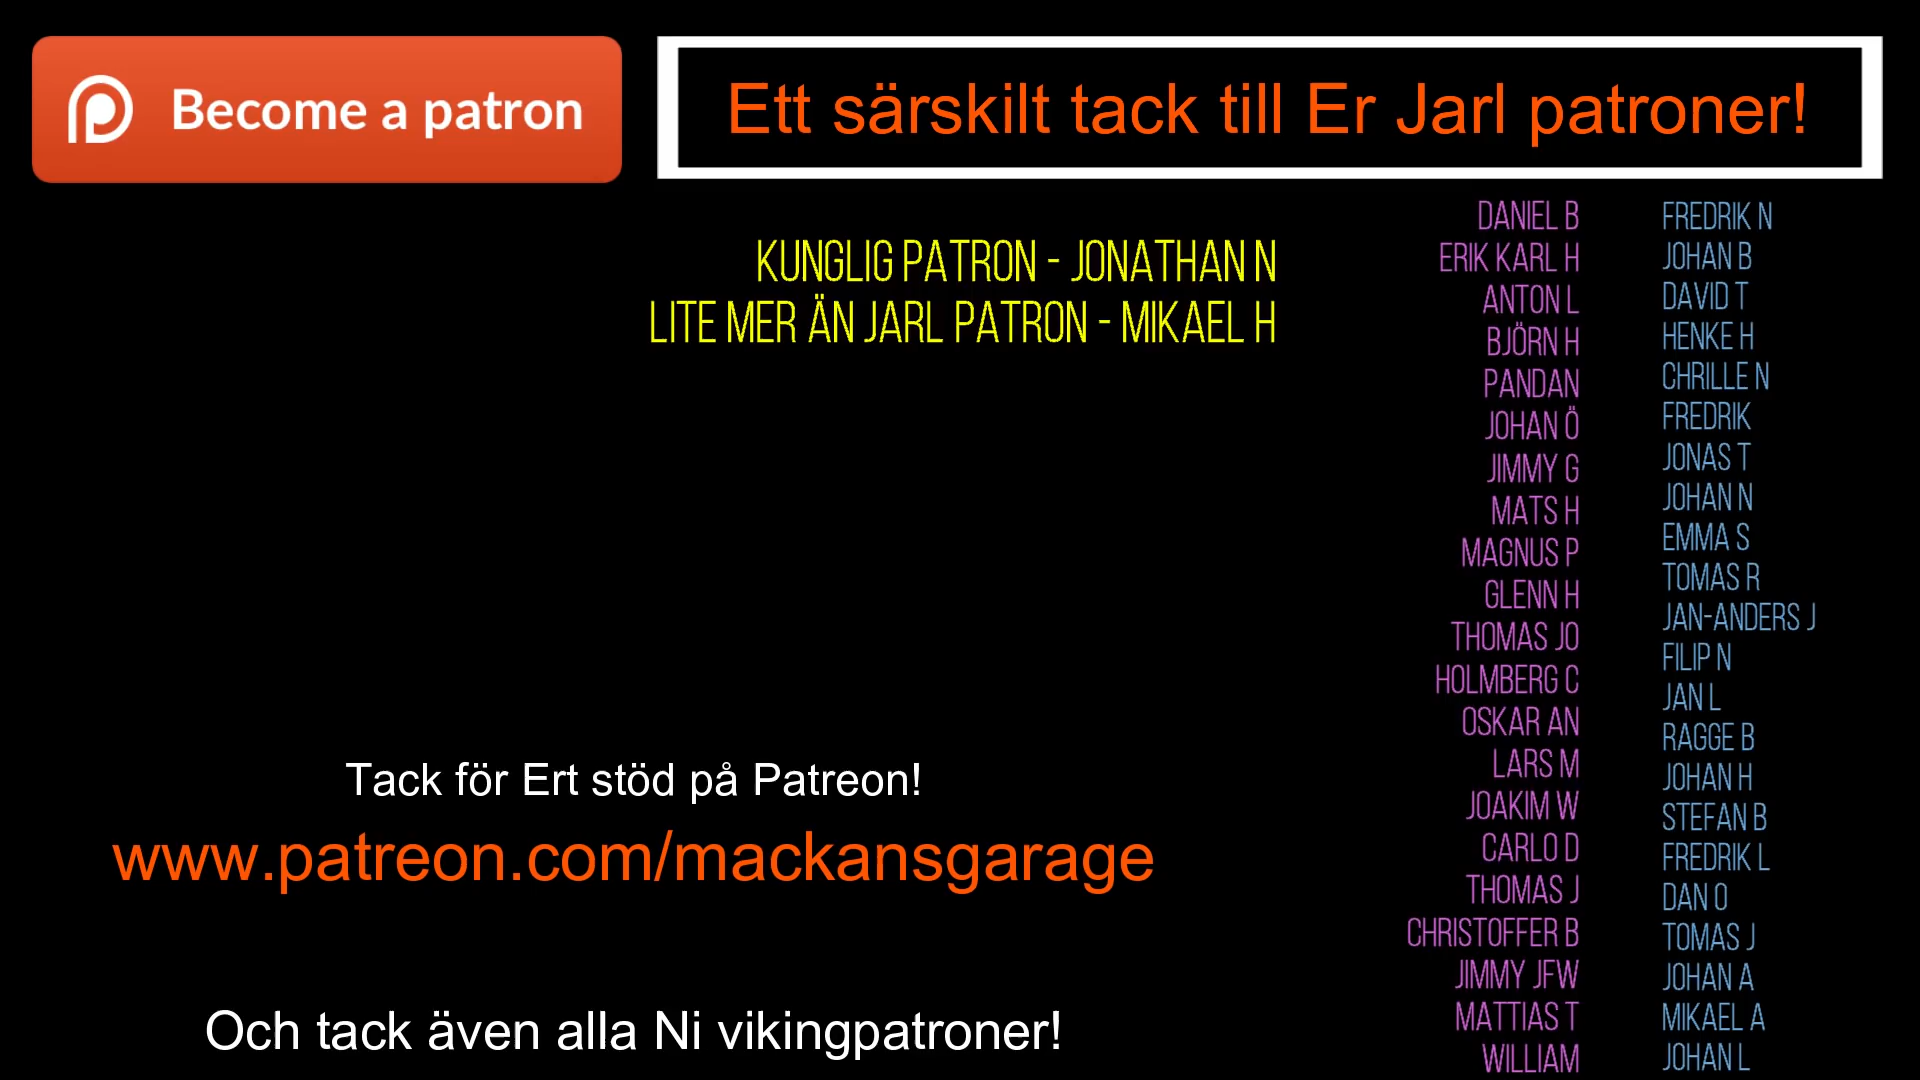 Become a patron
Ett särskilt tack till Er Jarl patroner!
KUNGLIG PATRON - JONATHAN N
LITE MER ÄN JARL PATRON - MIKAEL H
DANIEL B
ERIK KARL H
ANTON L
BJÖRN H
PANDAN
JOHAN Ö
JIMMY G
MATS H
MAGNUS P
GLENN H
THOMAS JO
HOLMBERG C
OSKAR AN
LARS M
JOAKIM W
CARLO D
THOMAS J
CHRISTOFFER B
JIMMY JFW
MATTIAS T
WILLIAM
FREDRIK N
JOHAN B
DAVID T
HENKE H
CHRILLE N
FREDRIK
JONAS T
JOHAN N
EMMA S
TOMAS R
JAN-ANDERS J
FILIP N
JAN L
RAGGE B
JOHAN H
STEFAN B
FREDRIK L
DAN O
TOMAS J
JOHAN A
MIKAEL A
JOHAN L
Tack för Ert stöd på Patreon!
www.patreon.com/mackansgarage
Och tack även alla Ni vikingpatroner!